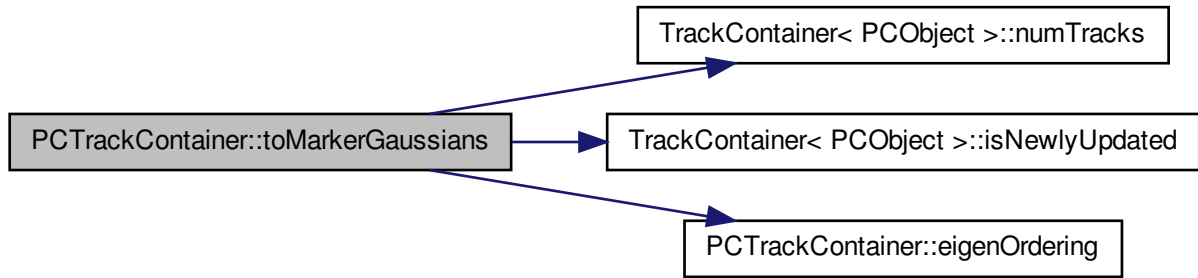 TrackContainer< PCObject >::numTracks
PCTrackContainer::toMarkerGaussians
TrackContainer< PCObject >::isNewlyUpdated
PCTrackContainer::eigenOrdering